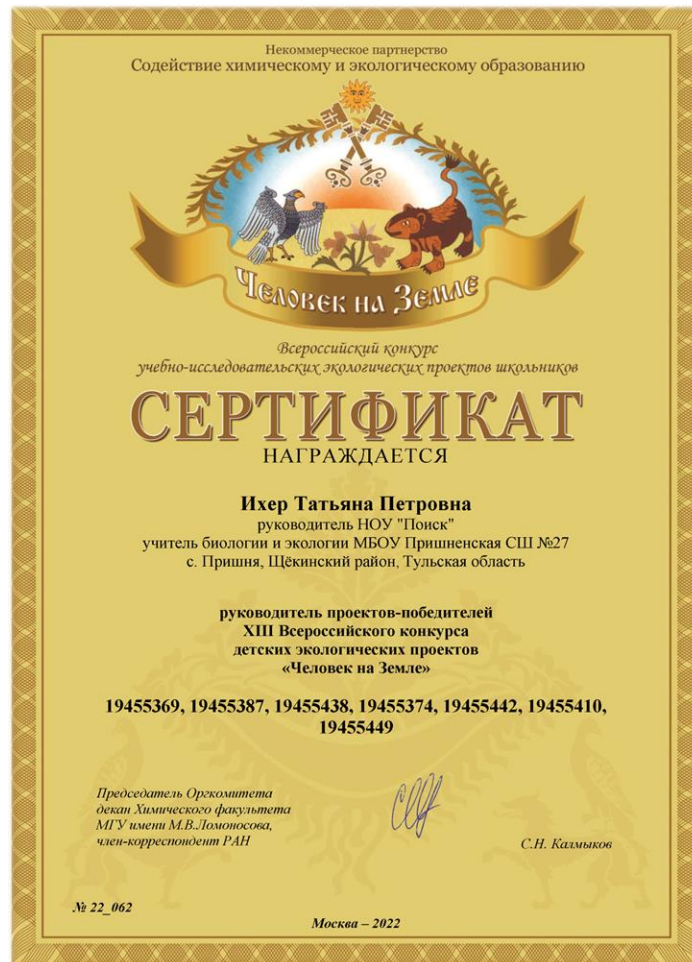 Некоммерческое партнерство
Содействие химическому и экологическому образованию
Человек на Земле
Всероссийский конкурс
учебно-исследовательских экологических проектов школьников
СЕРТИФИКАТ
НАГРАЖДАЕТСЯ
Ихер Татьяна Петровна
руководитель НОУ "Поиск"
учитель биологии и экологии МБОУ Пришненская СШ №27
с. Пришня, Щёкинский район, Тульская область
руководитель проектов-победителей
XIII Всероссийского конкурса
детских экологических проектов
«Человек на Земле»
19455369, 19455387, 19455438, 19455374, 19455442, 19455410,
19455449
Председатель Оргкомитета
декан Химического факультета
МГУ имени М.В.Ломоносова,
член-корреспондент РАН
С.Н. Калмыков
№ 22_062
Москва – 2022